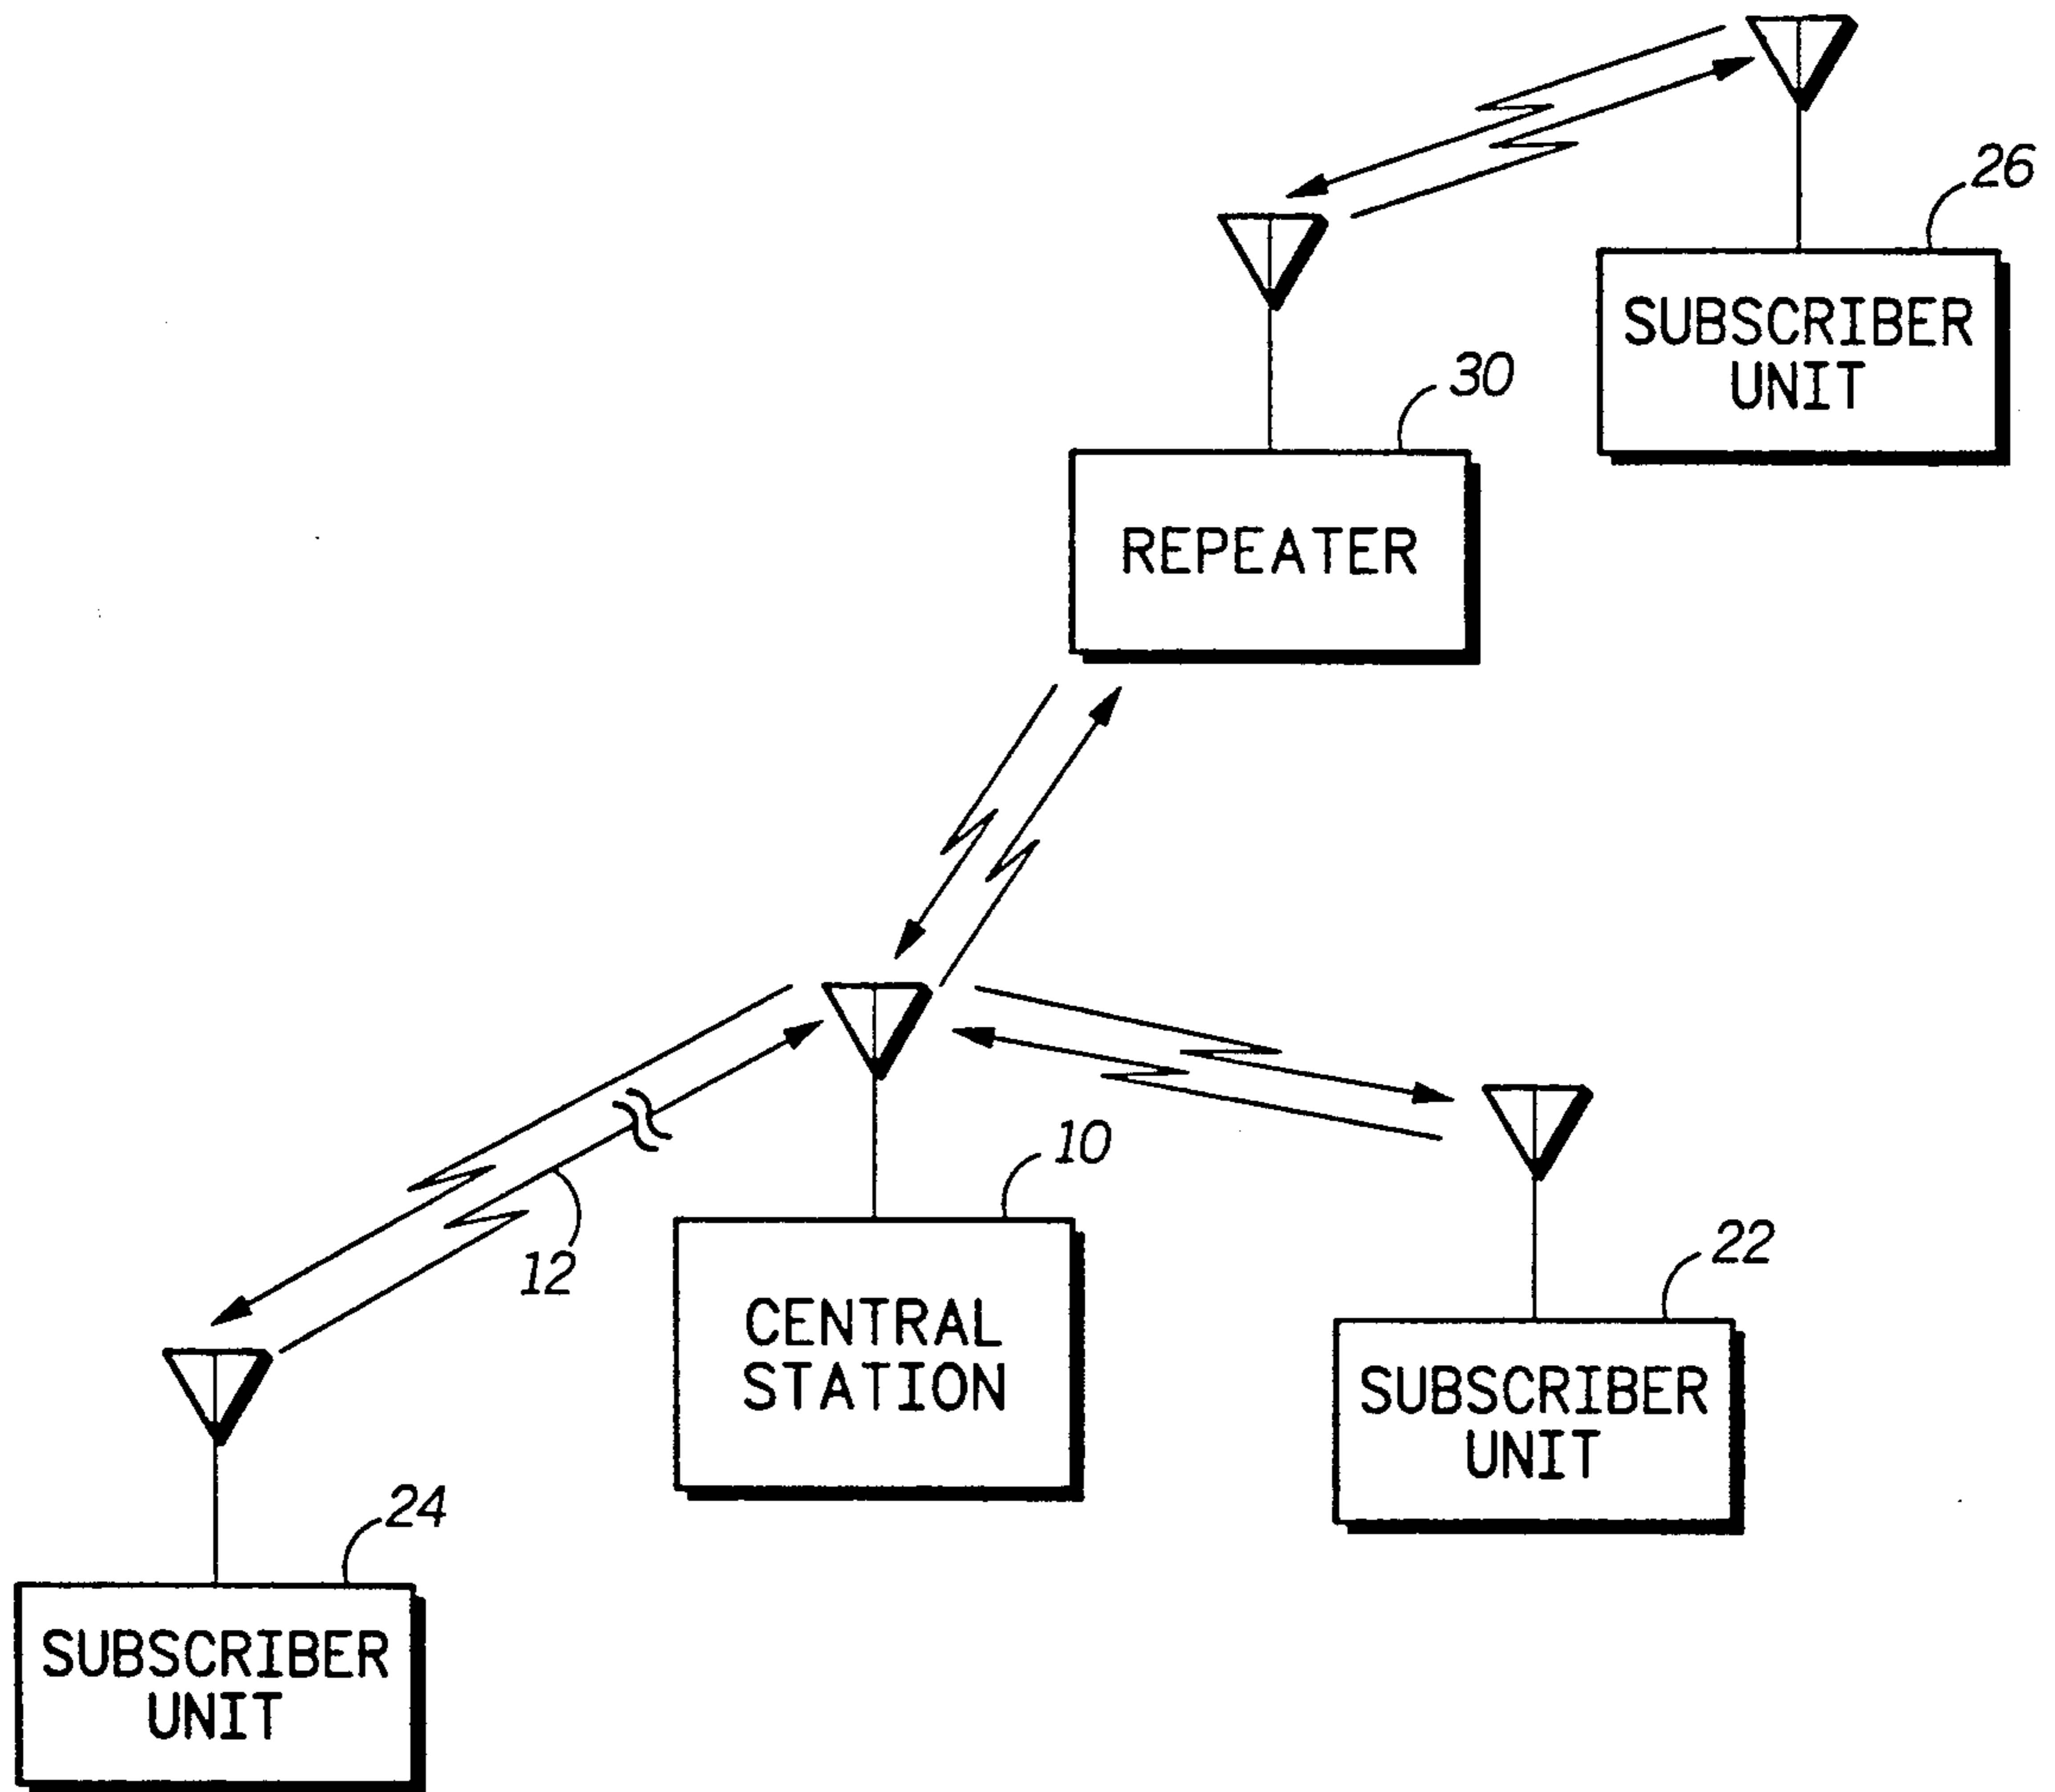 26
SUBSCRIBER
UNIT
30
REPEATER
10
12
CENTRAL
STATION
22
SUBSCRIBER
UNIT
24
SUBSCRIBER
UNIT